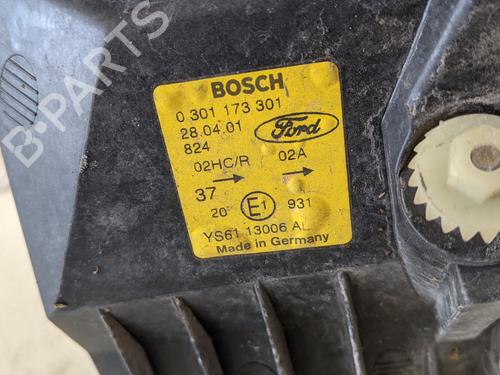 BOSCH
0 301 173 301
28.04.01 Ford
824
02HC/R 02A
37
20° E1 931
YS61 13006 AL
Made in Germany
B-PARTS